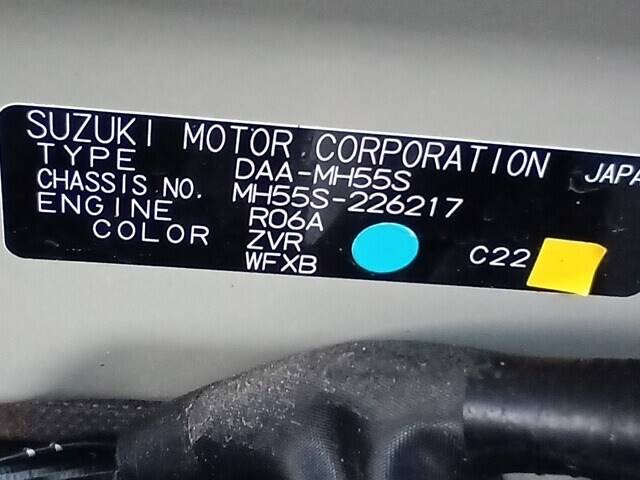 SUZUKI MOTOR CORPORATION JAPA
TYPE DAA-MH55S
CHASSIS NO. MH55S-226217
ENGINE R06A
COLOR ZVR
WFXB C22